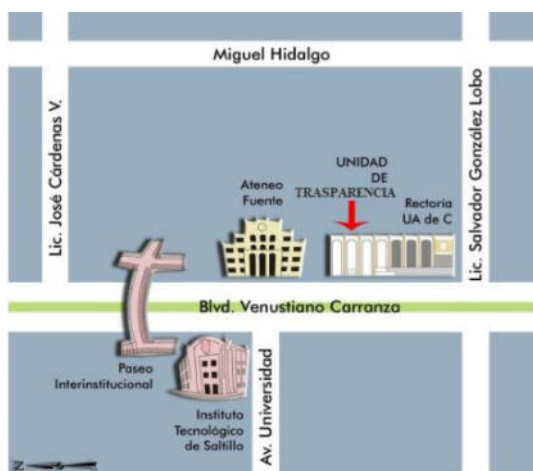 Miguel Hidalgo
Lic. José Cárdenas V.
Lic. Salvador González Lobo
UNIDAD
DE
TRASPARENCIA
Ateneo
Fuente
Rectoría
UA de C
Blvd. Venustiano Carranza
Paseo
Interinstitucional
Instituto
Tecnológico
de Saltillo
Av. Universidad
Z